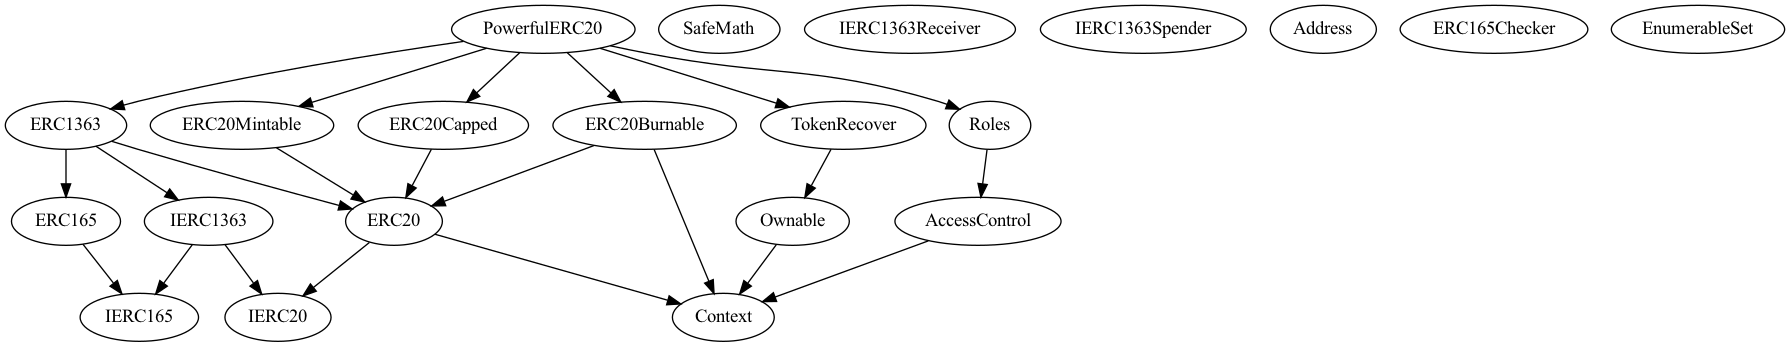 PowerfulERC20
SafeMath
IERC1363Receiver
IERC1363Spender
Address
ERC165Checker
EnumerableSet
ERC1363
ERC20Mintable
ERC20Capped
ERC20Burnable
TokenRecover
Roles
ERC165
IERC1363
ERC20
Ownable
AccessControl
IERC165
IERC20
Context